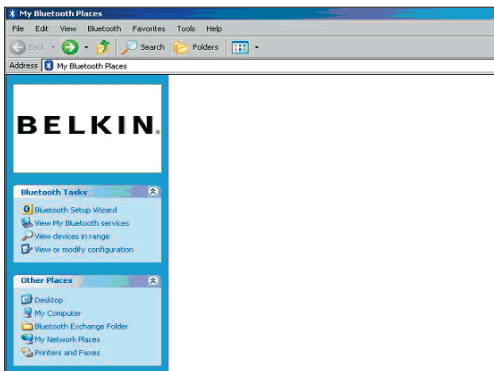 My Bluetooth Places
File Edit View Bluetooth Favorites Tools Help
Back Search Folders
Address My Bluetooth Places
BELKIN.
Bluetooth Tasks
Bluetooth Setup Wizard
View My Bluetooth services
View devices in range
View or modify configuration
Other Places
Desktop
My Computer
Bluetooth Exchange Folder
My Network Places
Printers and Faxes